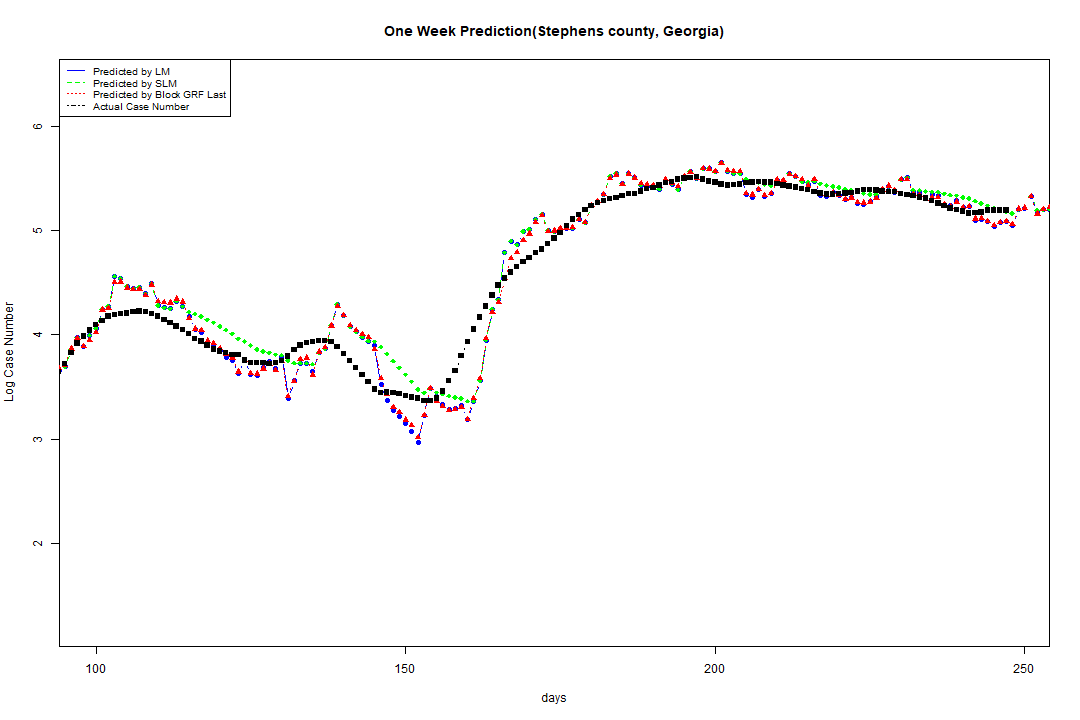 One Week Prediction(Stephens county, Georgia)
Predicted by LM
Predicted by SLM
Predicted by Block GRF Last
Actual Case Number
6
5
4
3
2
Log Case Number
100
150
200
250
days